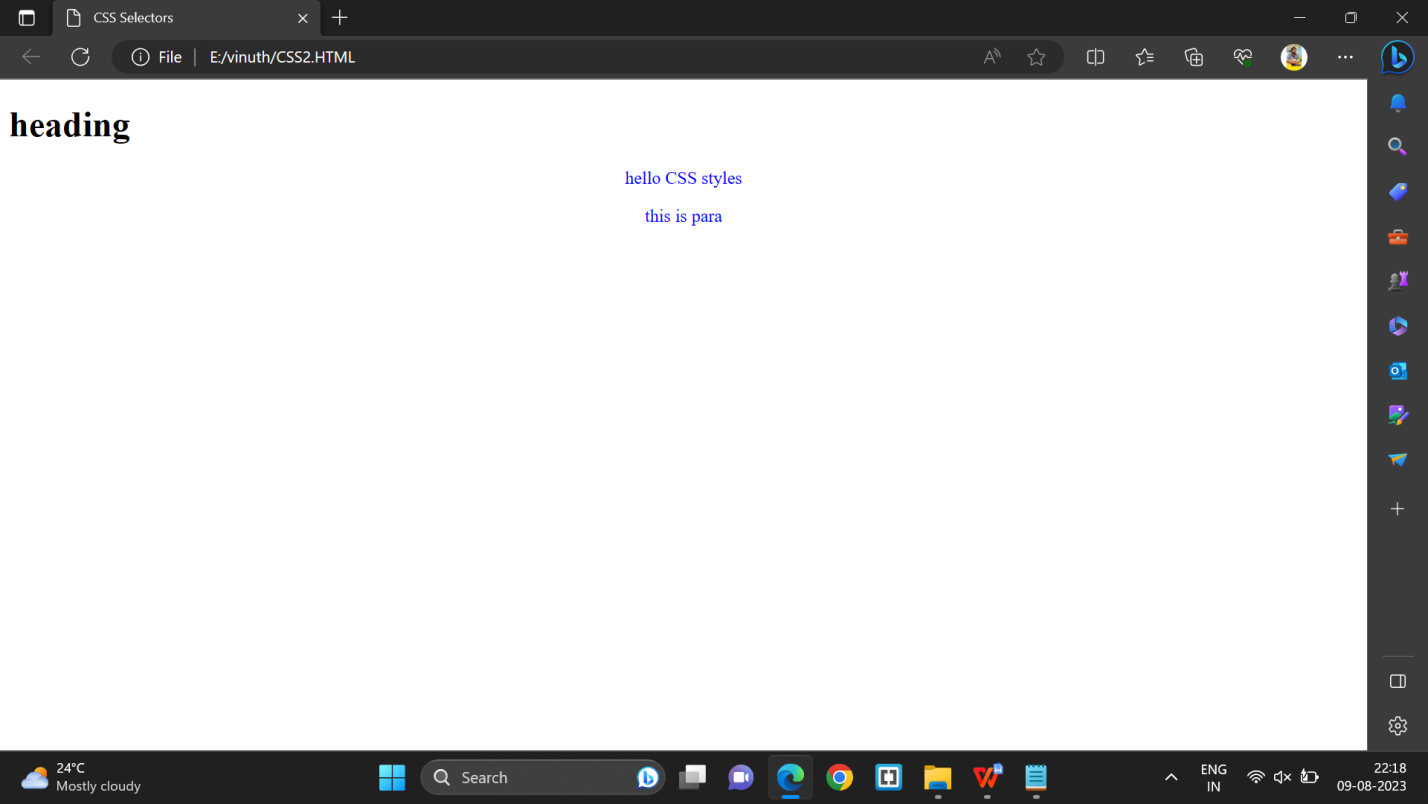 CSS Selectors
File
E:/vinuth/CSS2.HTML
heading
hello CSS styles
this is para
24°C
Mostly cloudy
Search
ENG
IN
22:18
09-08-2023